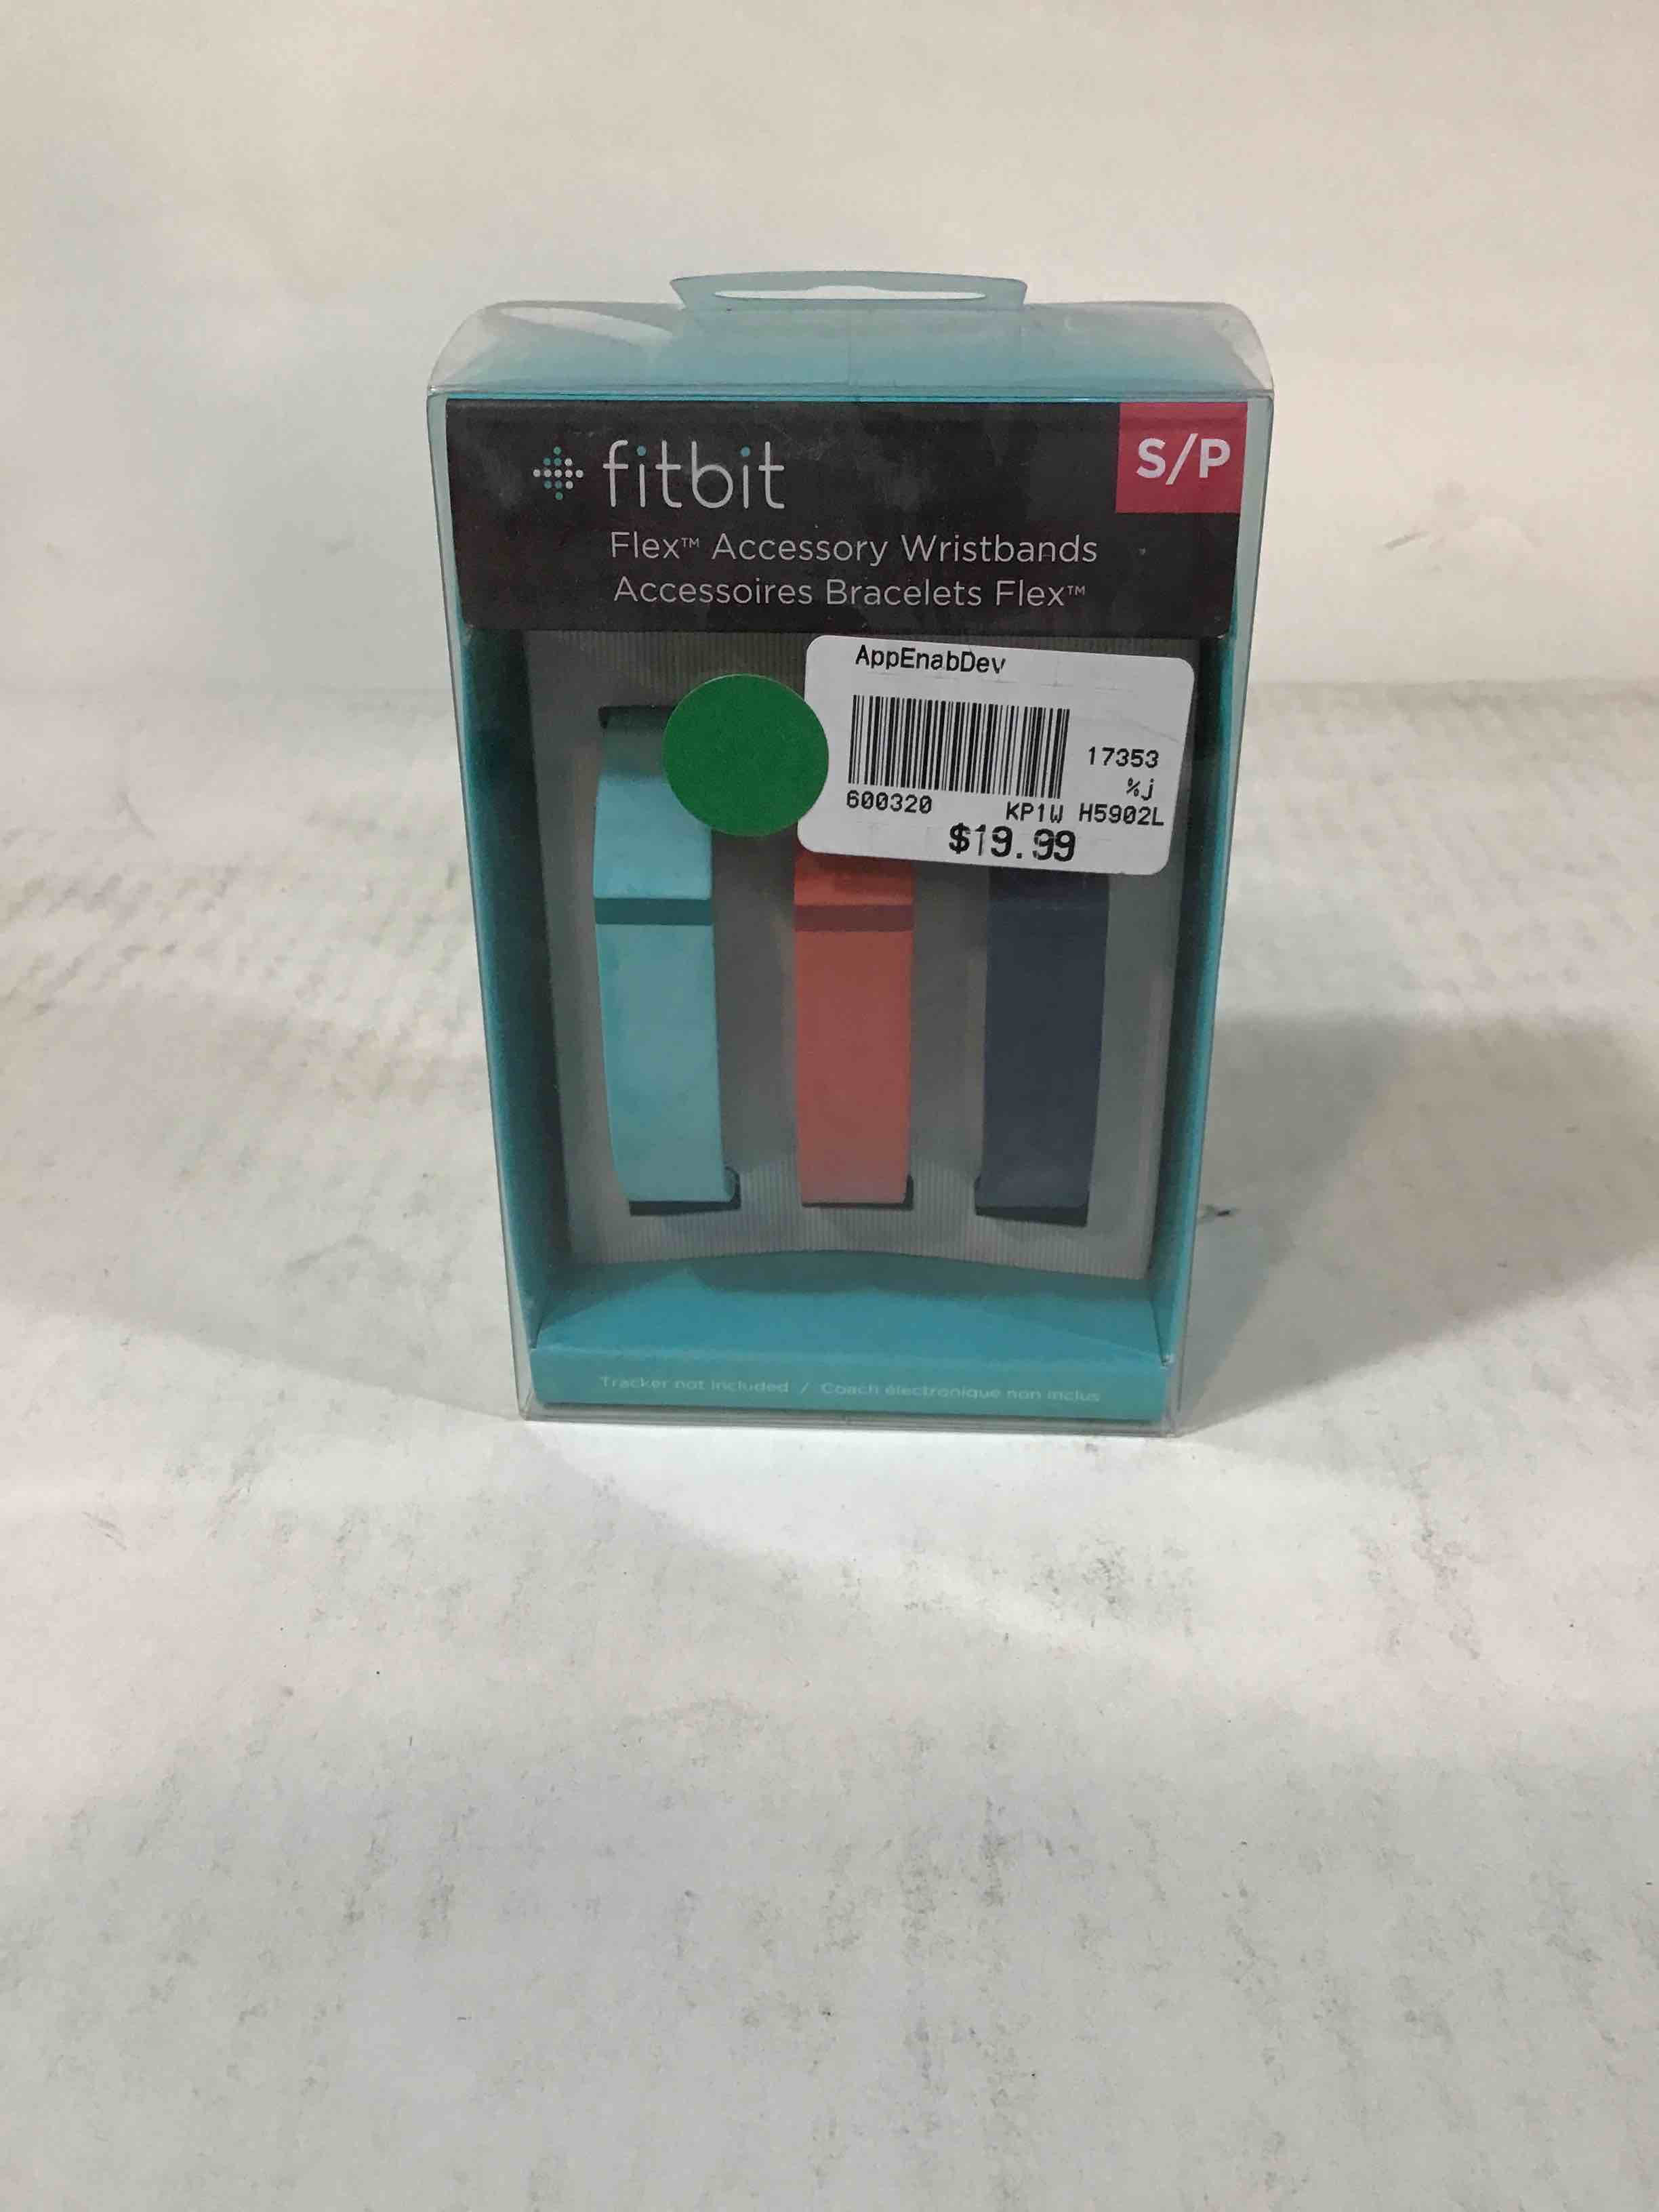 fitbit
S/P
Flex™ Accessory Wristbands
Accessoires Bracelets Flex™
AppEnabDev
17353
%j
600320 KP1W H5902L
$19.99
Tracker not included / Coach électronique non inclus